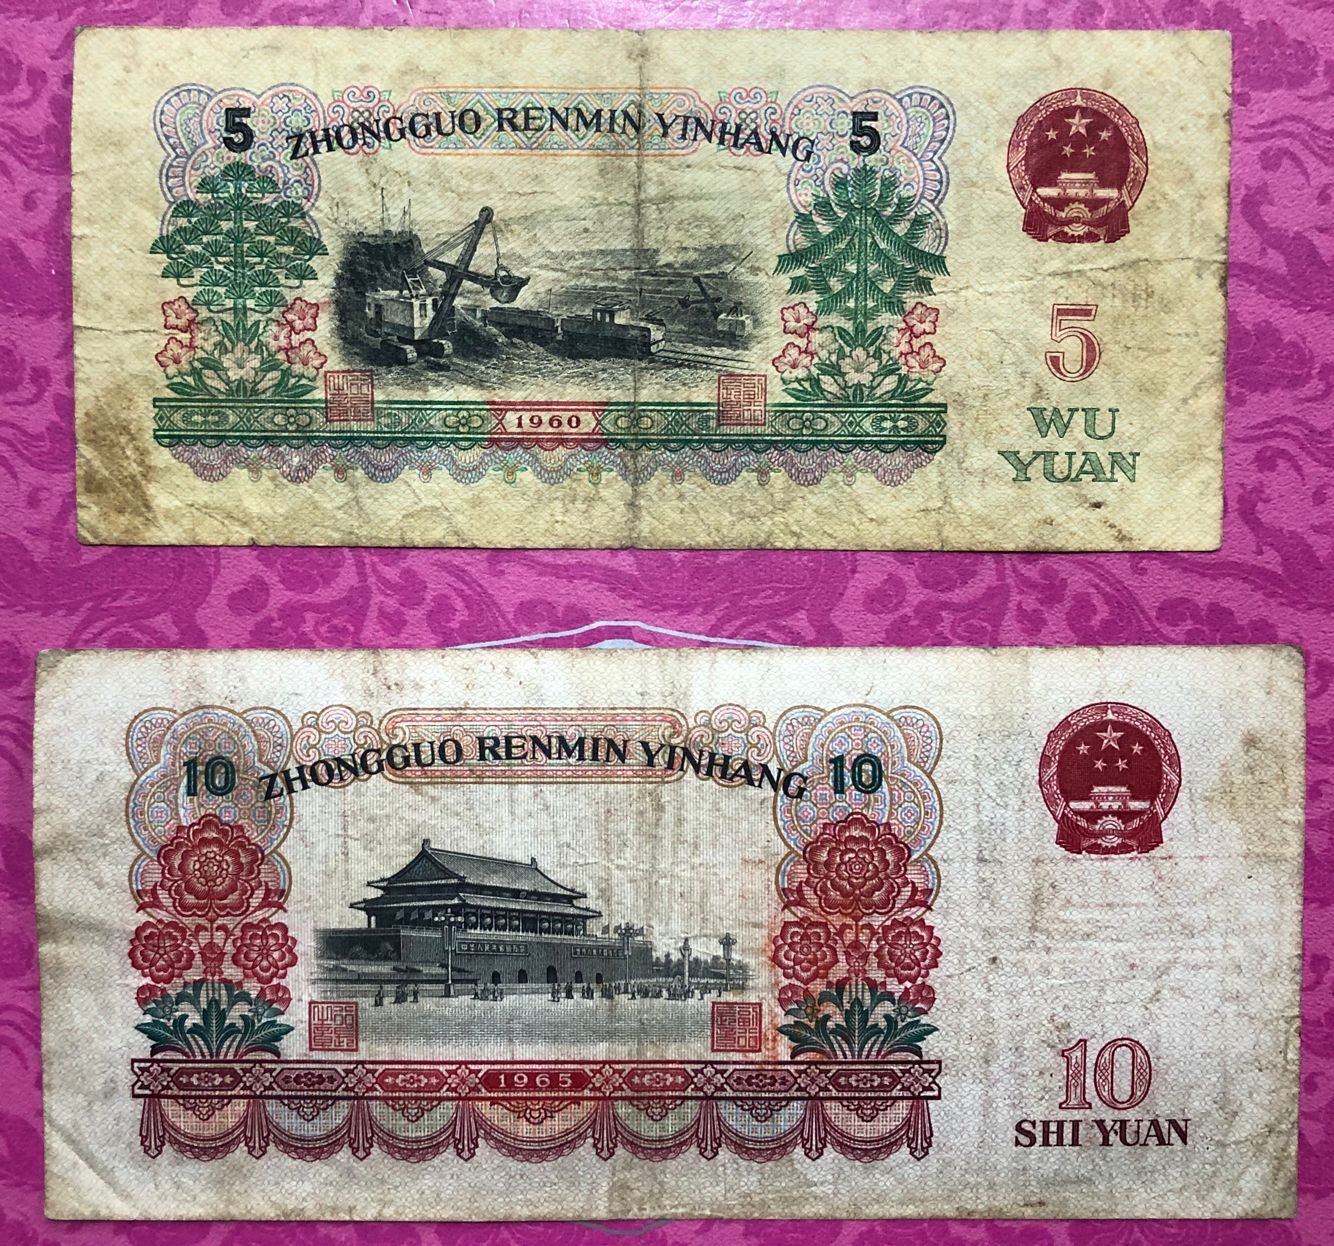 5 ZHONGGUO RENMIN YINHANG 5
5
WU
YUAN
1960
10 ZHONGGUO RENMIN YINHANG 10
10
SHI YUAN
1965